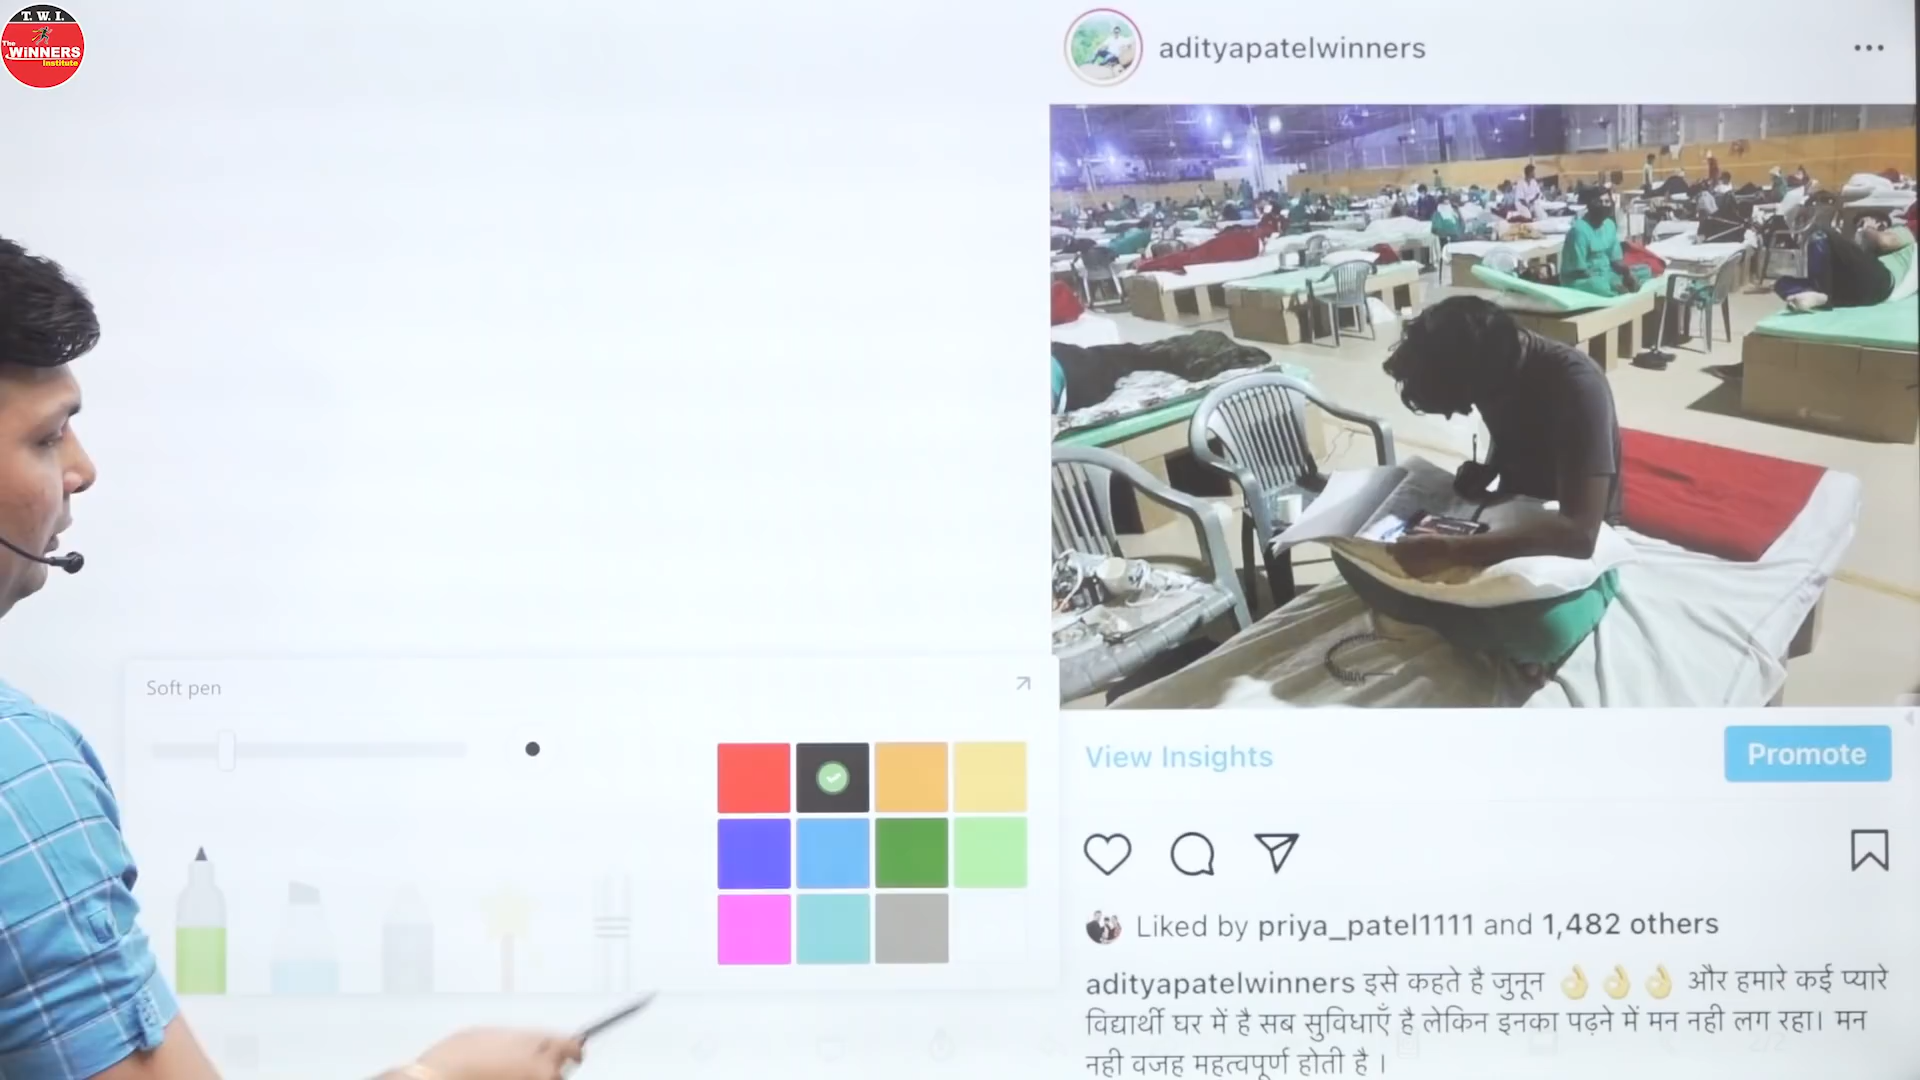 T. W. I.
The
WiNNERS
Institute
adityapatelwinners
Soft pen
View Insights
Promote
Liked by priya_patel1111 and 1,482 others
adityapatelwinners इसे कहते है जुनून 👌👌👌 और हमारे कई प्यारे
विद्यार्थी घर में है सब सुविधाएँ है लेकिन इनका पढ़ने में मन नही लग रहा। मन
नही वजह महत्वपूर्ण होती है ।